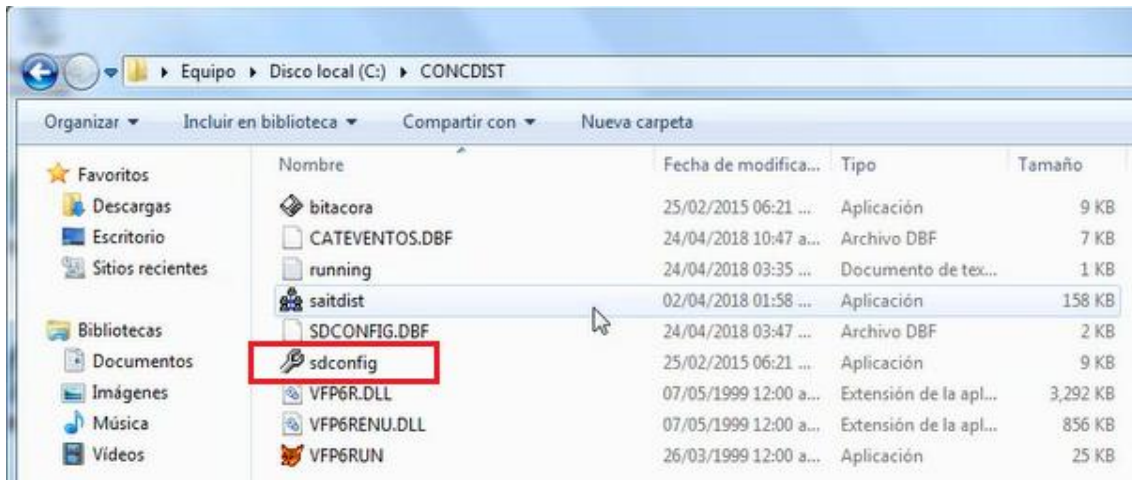 Equipo Disco local (C:) CONCDIST
Organizar Incluir en biblioteca Compartir con Nueva carpeta
Favoritos
Descargas
Escritorio
Sitios recientes
Bibliotecas
Documentos
Imágenes
Música
Vídeos
Nombre Fecha de modifica... Tipo Tamaño
bitacora 25/02/2015 06:21 ... Aplicación 9 KB
CATEVENTOS.DBF 24/04/2018 10:47 a... Archivo DBF 7 KB
running 24/04/2018 03:35 ... Documento de tex... 1 KB
saitdist 02/04/2018 01:58 ... Aplicación 158 KB
SDCONFIG.DBF 24/04/2018 03:47 ... Archivo DBF 2 KB
sdconfig 25/02/2015 06:21 ... Aplicación 9 KB
VFP6R.DLL 07/05/1999 12:00 a... Extensión de la apl... 3,292 KB
VFP6RENU.DLL 07/05/1999 12:00 a... Extensión de la apl... 856 KB
VFP6RUN 26/03/1999 12:00 a... Aplicación 25 KB